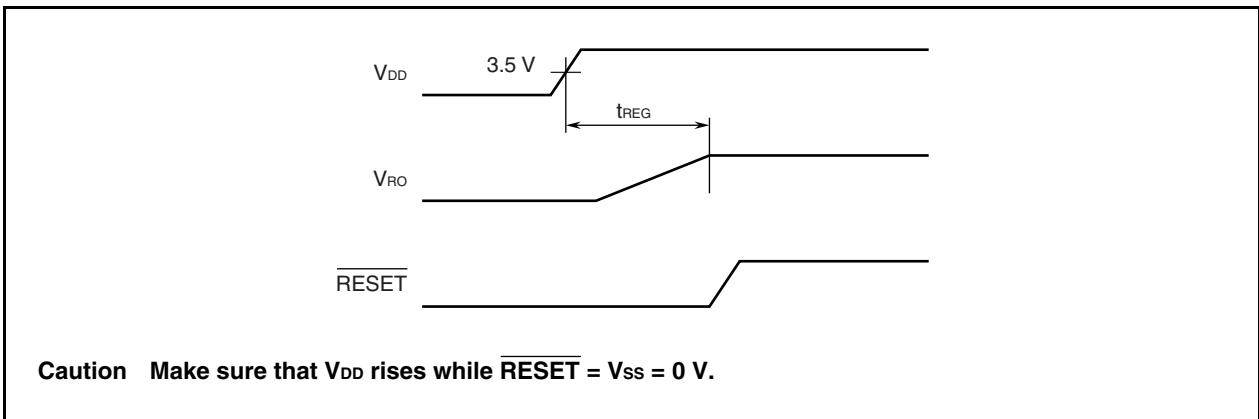 VDD
3.5 V
tREG
VRO
RESET
Caution Make sure that VDD rises while RESET = VSS = 0 V.